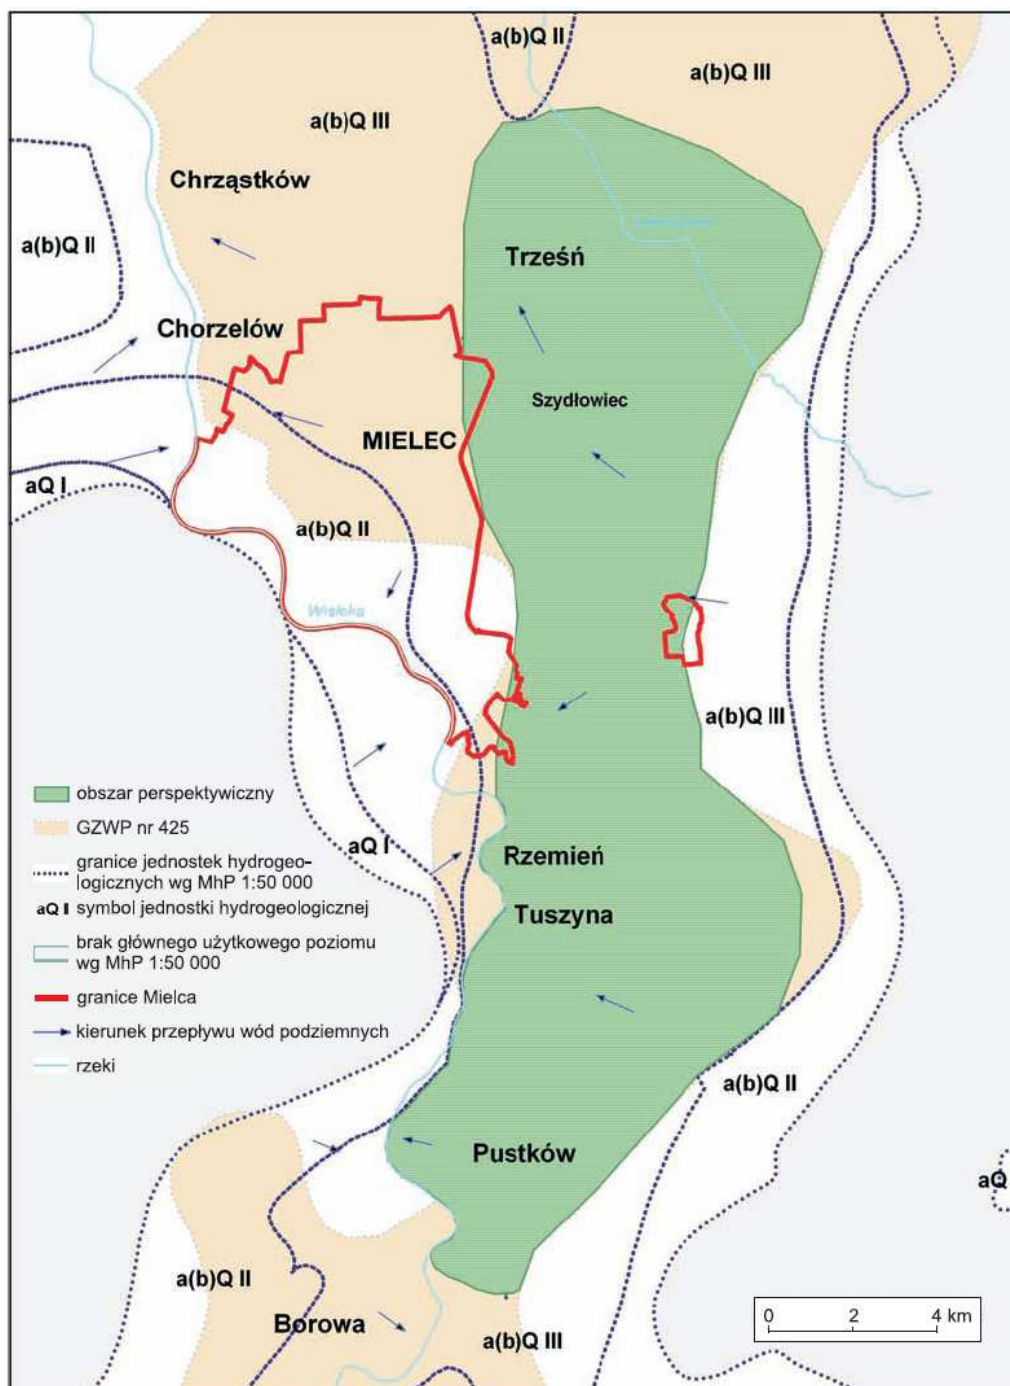 a(b)Q II
a(b)Q III
a(b)Q III
Chrząstków
a(b)Q II
Trześń
Chorzelów
Szydłowiec
MIELEC
aQ I
a(b)Q II
Wisłoka
a(b)Q III
obszar perspektywiczny
GZWP nr 425
granice jednostek hydrogeo-
logicznych wg MhP 1:50 000
aQ II symbol jednostki hydrogeologicznej
brak głównego użytkowego poziomu
wg MhP 1:50 000
granice Mielca
kierunek przepływu wód podziemnych
rzeki
aQ I
Rzemień
Tuszyna
a(b)Q II
Pustków
aQ
a(b)Q II
Borowa
a(b)Q III
0 2 4 km